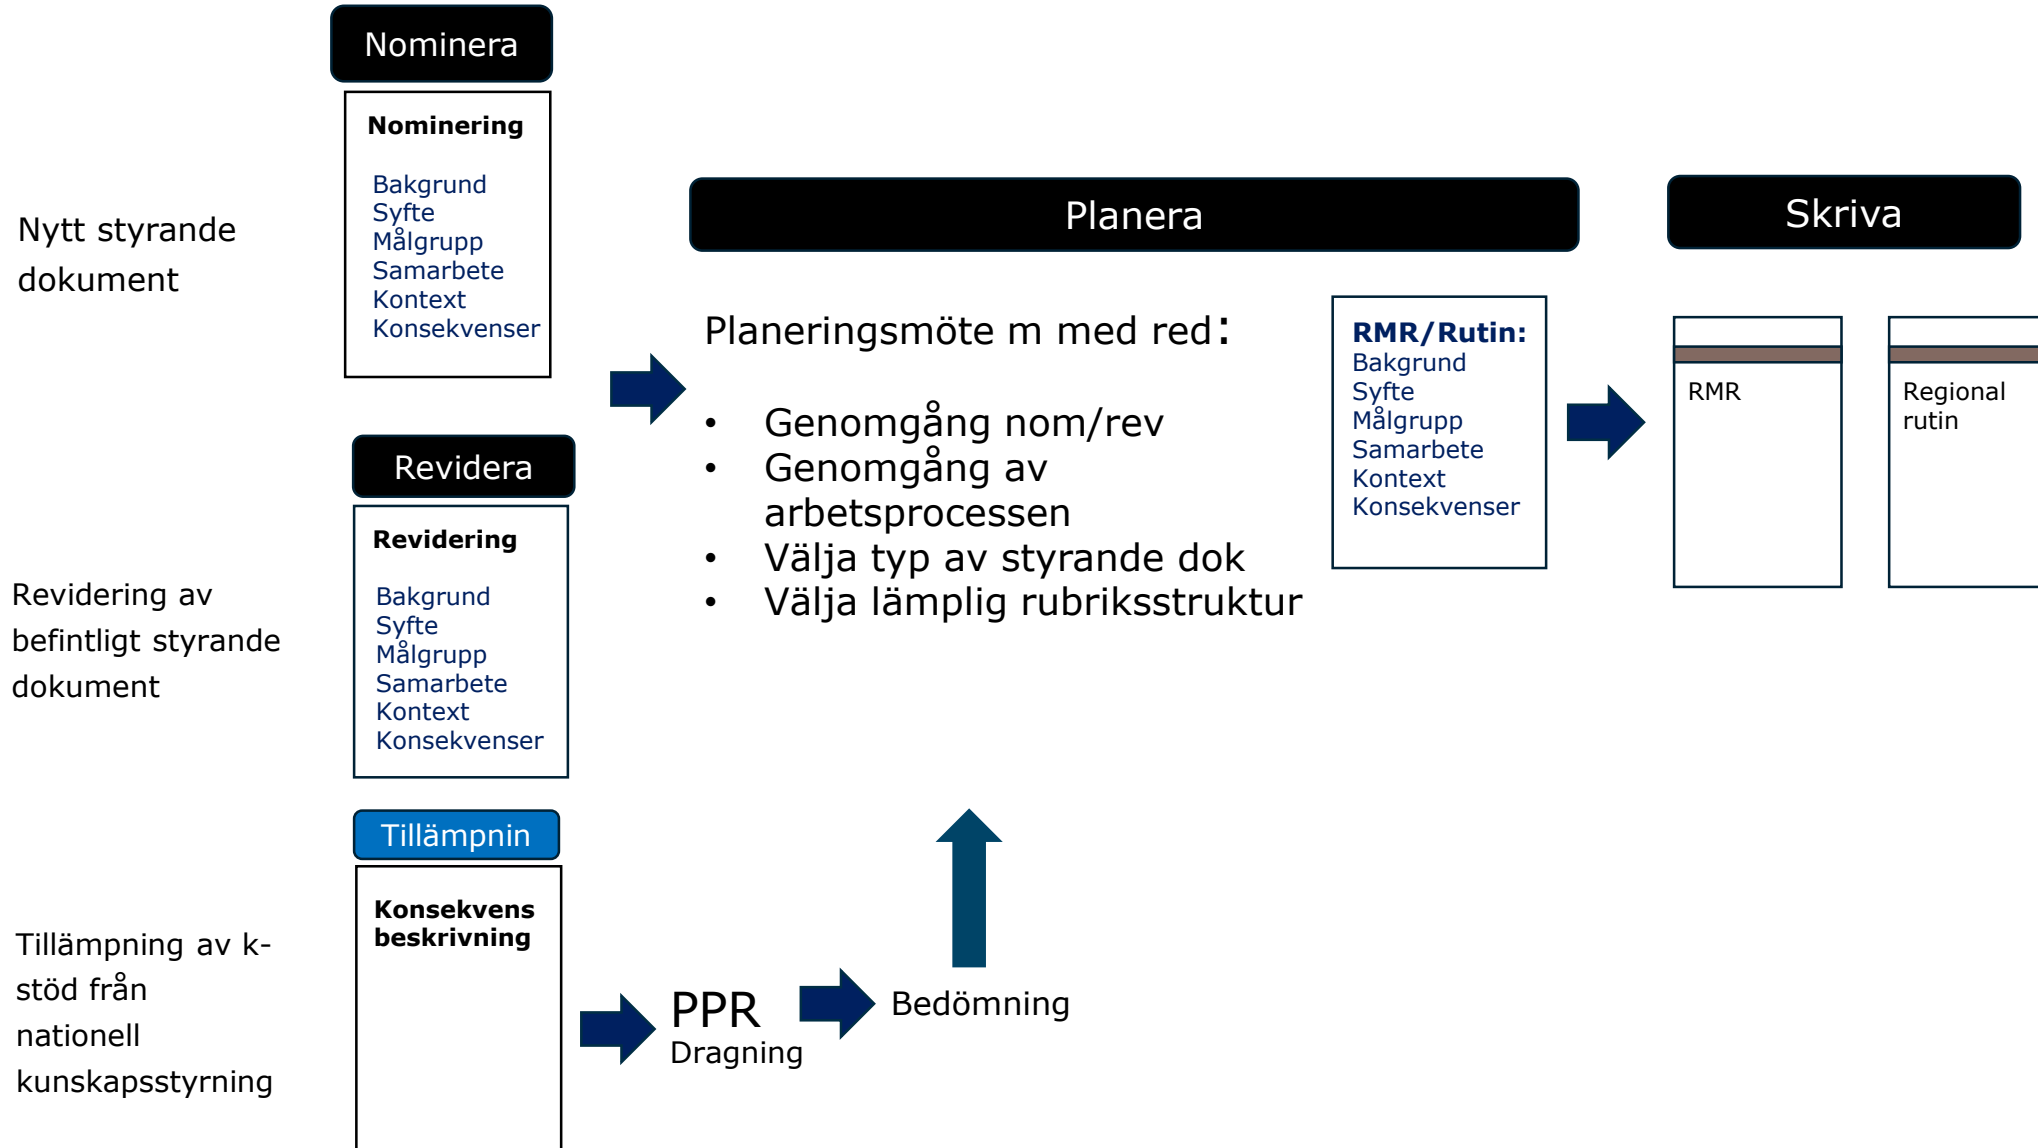 Nominera
Nominering
Bakgrund
Syfte
Målgrupp
Samarbete
Kontext
Konsekvenser
Nytt styrande
dokument
Planera
Skriva
Planeringsmöte m med red:
• Genomgång nom/rev
• Genomgång av
arbetsprocessen
• Välja typ av styrande dok
• Välja lämplig rubriksstruktur
RMR/Rutin:
Bakgrund
Syfte
Målgrupp
Samarbete
Kontext
Konsekvenser
RMR
Regional
rutin
Revidera
Revidering
Bakgrund
Syfte
Målgrupp
Samarbete
Kontext
Konsekvenser
Revidering av
befintligt styrande
dokument
Tillämpnin
Konsekvens
beskrivning
Tillämpning av k-
stöd från
nationell
kunskapsstyrning
PPR
Dragning
Bedömning